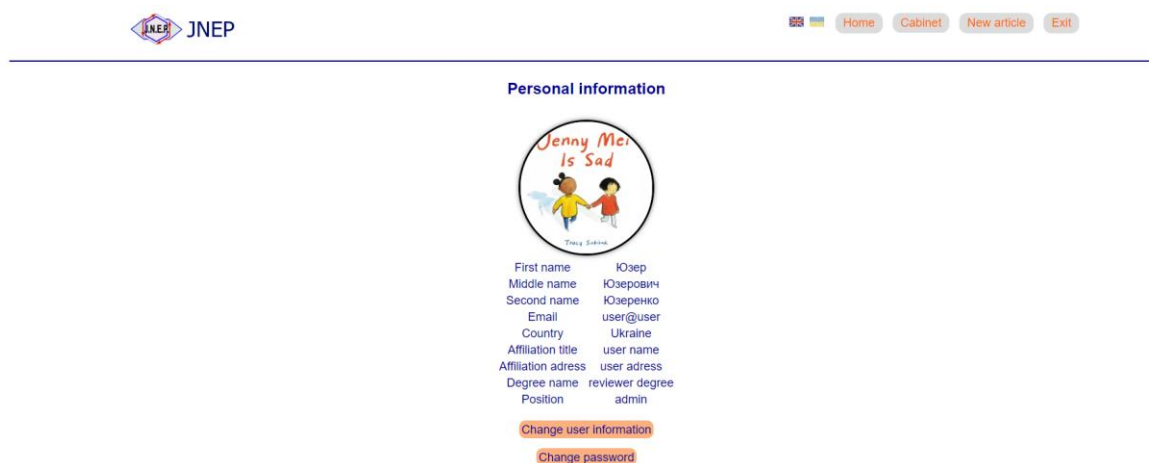 J.N.E.P. JNEP
Home Cabinet New article Exit
Personal information
Jenny Mei
Is Sad
Tracy Subisak
First name Юзер
Middle name Юзерович
Second name Юзеренко
Email user@user
Country Ukraine
Affiliation title user name
Affiliation adress user adress
Degree name reviewer degree
Position admin
Change user information
Change password